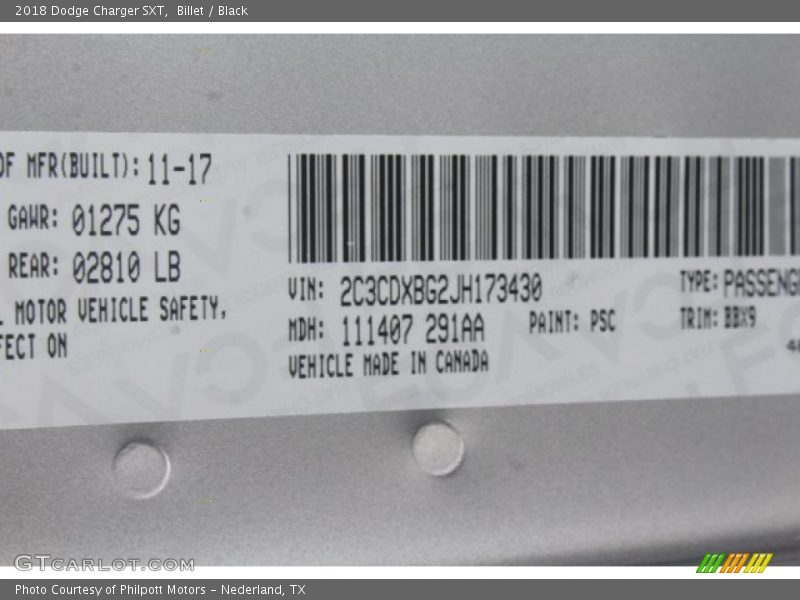 2018 Dodge Charger SXT, Billet / Black
OF MFR(BUILT): 11-17
GAWR: 01275 KG
REAR: 02810 LB
MOTOR VEHICLE SAFETY,
ON
VIN: 2C3CDXBG2JH173430
TYPE: PASSENG
MDH: 111407 291AA
PAINT: PSC
TRIM: BBX9
VEHICLE MADE IN CANADA
GTCARLOT.COM
Photo Courtesy of Philpott Motors - Nederland, TX